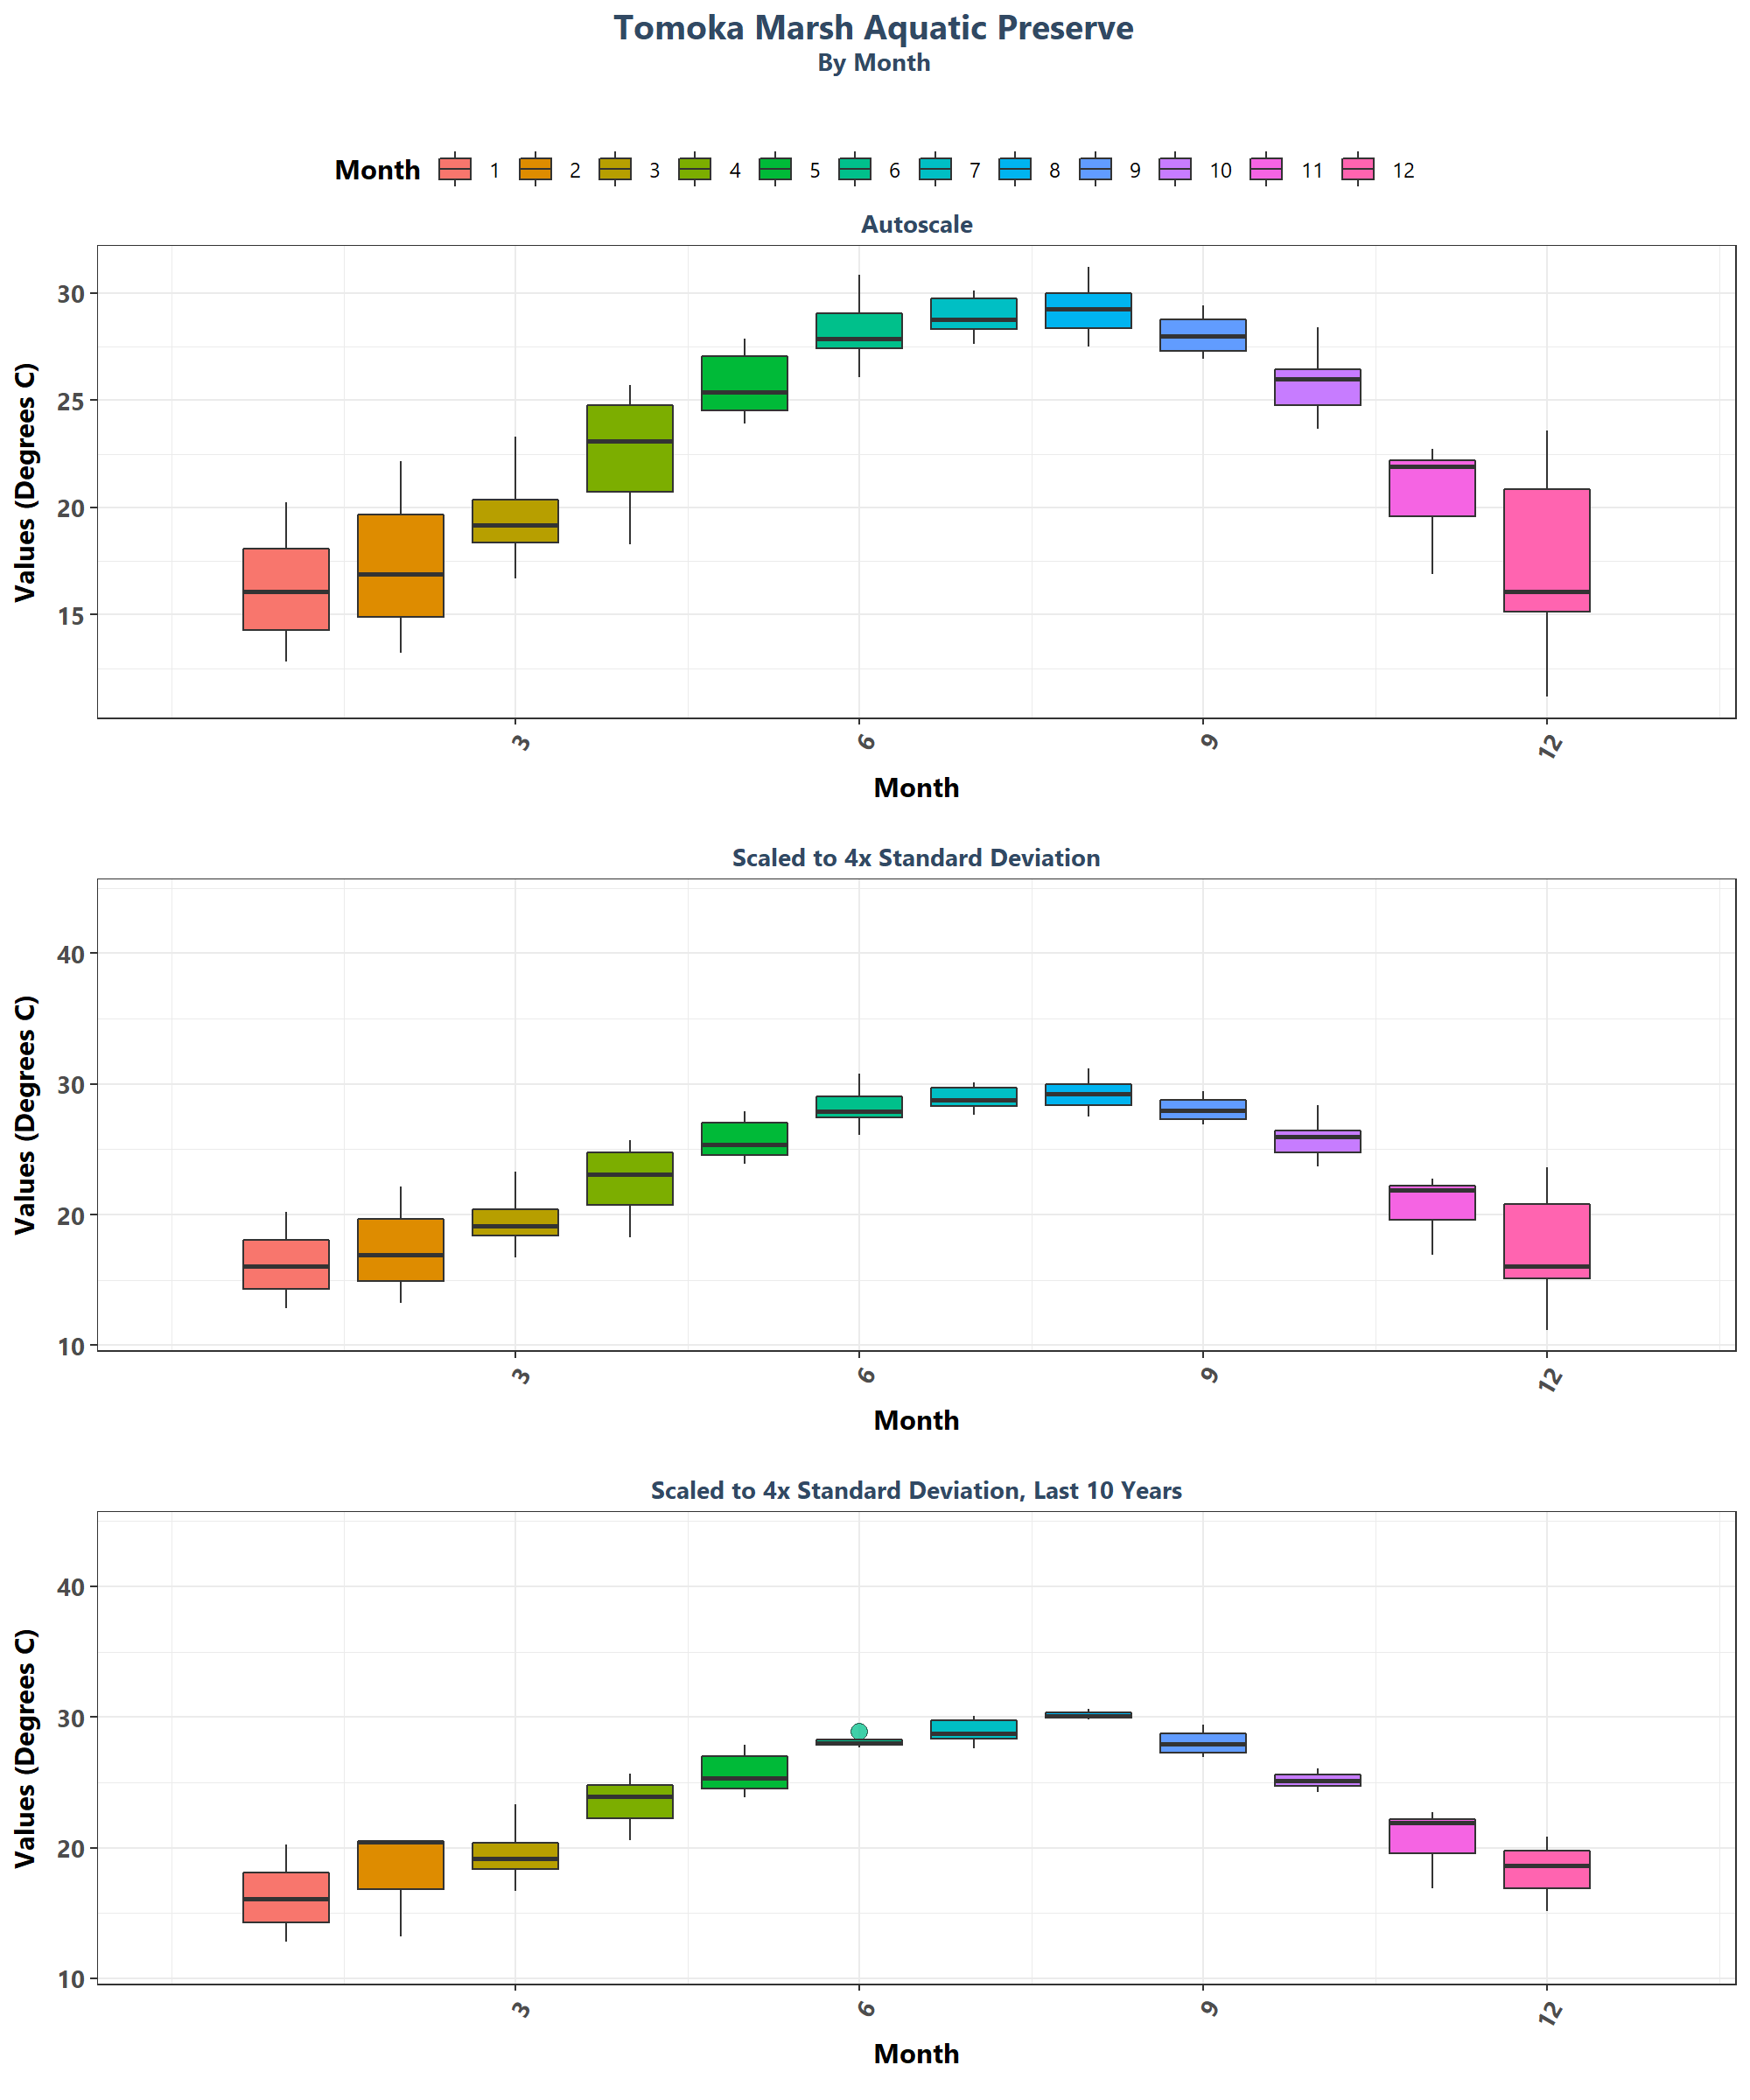 Tomoka Marsh Aquatic Preserve
By Month
Month 1 2 3 4 5 6 7 8 9 10 11 12
Autoscale
Values (Degrees C)
30
25
20
15
3 6 9 12
Month
Scaled to 4x Standard Deviation
Values (Degrees C)
40
30
20
10
3 6 9 12
Month
Scaled to 4x Standard Deviation, Last 10 Years
Values (Degrees C)
40
30
20
10
3 6 9 12
Month